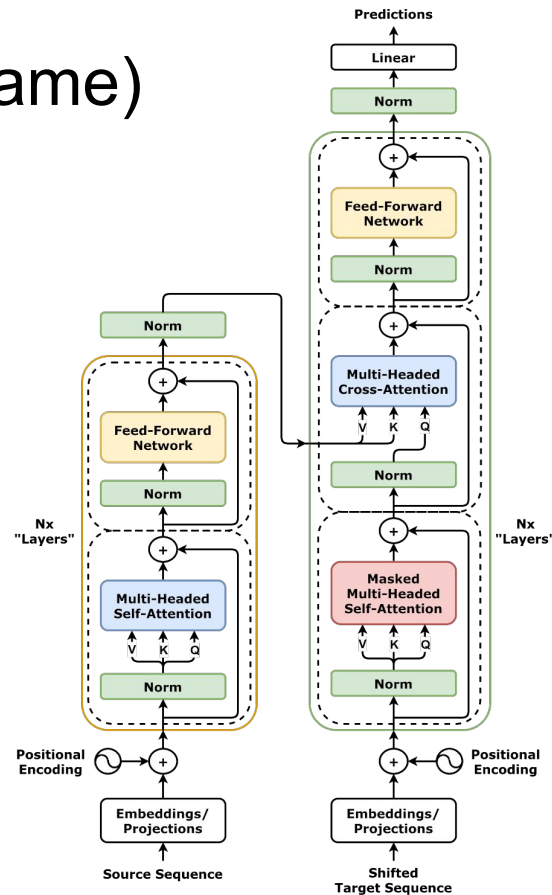 ame)
Predictions
Linear
Norm
+
Feed-Forward
Network
Norm
+
Multi-Headed
Cross-Attention
V K Q
Norm
+
Masked
Multi-Headed
Self-Attention
V K Q
Norm
Nx
"Layers"
+
Positional
Encoding
Embeddings/
Projections
Shifted
Target Sequence
Norm
+
Feed-Forward
Network
Norm
+
Multi-Headed
Self-Attention
V K Q
Norm
Nx
"Layers"
Positional
Encoding
+
Embeddings/
Projections
Source Sequence